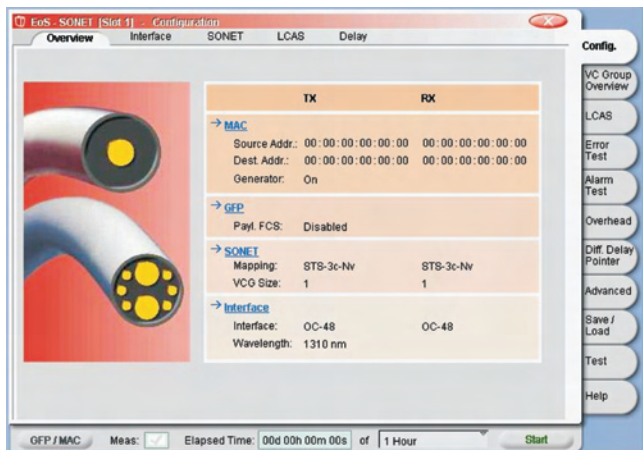 EoS - SONET [Slot 1] - Configuration
Overview Interface SONET LCAS Delay
TX RX
MAC
Source Addr.: 00:00:00:00:00:00 00:00:00:00:00:00
Dest. Addr.: 00:00:00:00:00:00 00:00:00:00:00:00
Generator: On
GFP
Payl. FCS: Disabled
SONET
Mapping: STS-3c-Nv STS-3c-Nv
VCG Size: 1 1
Interface
Interface: OC-48 OC-48
Wavelength: 1310 nm
Config.
VC Group
Overview
LCAS
Error
Test
Alarm
Test
Overhead
Diff. Delay
Pointer
Advanced
Save /
Load
Test
Help
GFP / MAC Meas: Elapsed Time: 00d 00h 00m 00s of 1 Hour Start